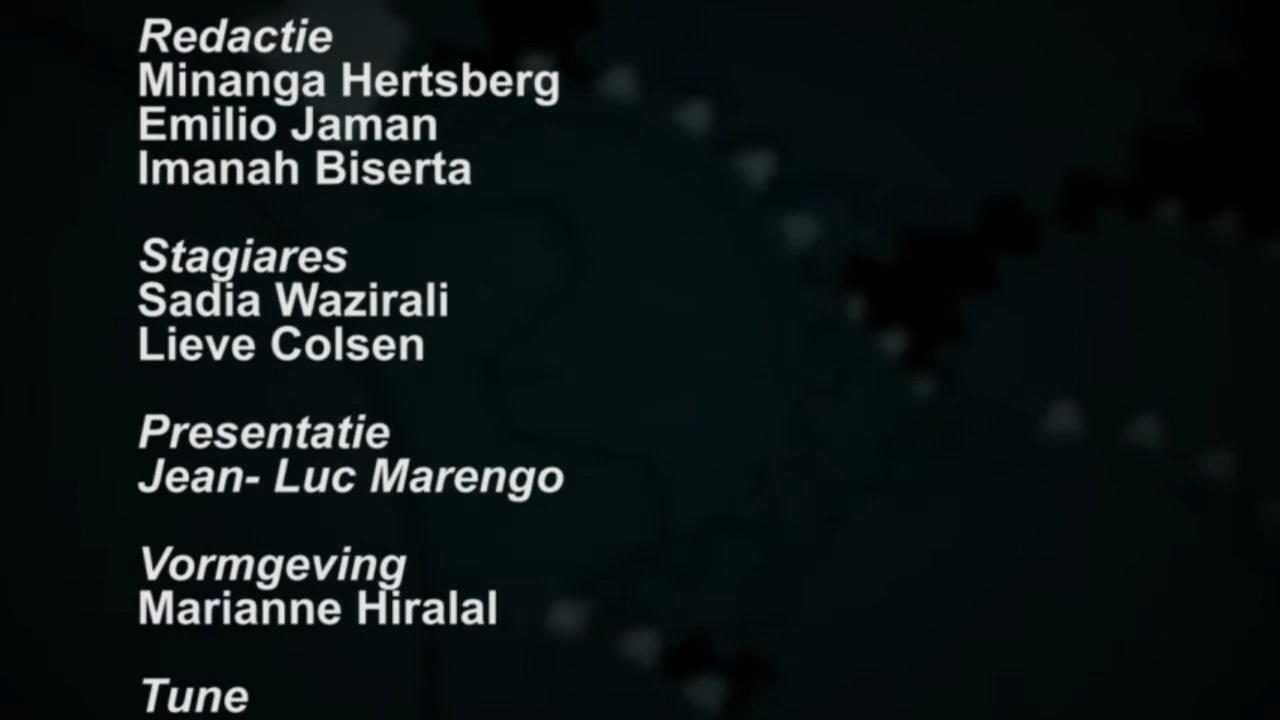 Redactie
Minanga Hertsberg
Emilio Jaman
Imanah Biserta
Stagiares
Sadia Wazirali
Lieve Colsen
Presentatie
Jean- Luc Marengo
Vormgeving
Marianne Hiralal
Tune